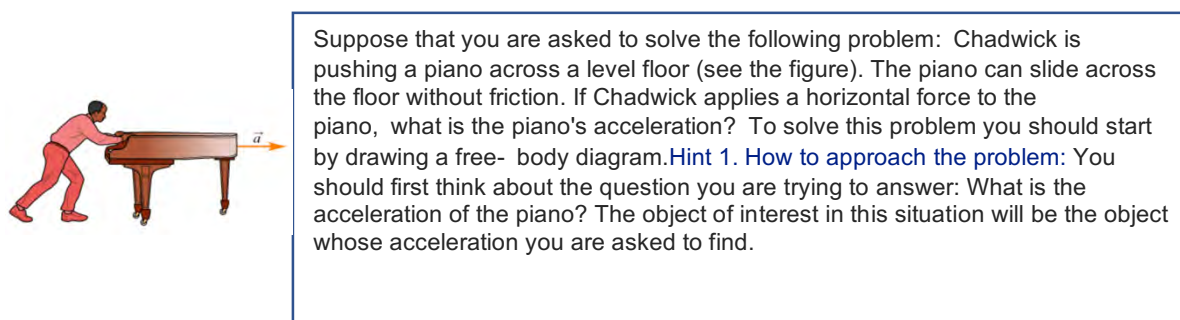 Suppose that you are asked to solve the following problem: Chadwick is
pushing a piano across a level floor (see the figure). The piano can slide across
the floor without friction. If Chadwick applies a horizontal force to the
piano, what is the piano's acceleration? To solve this problem you should start
by drawing a free- body diagram.Hint 1. How to approach the problem: You
should first think about the question you are trying to answer: What is the
acceleration of the piano? The object of interest in this situation will be the object
whose acceleration you are asked to find.
a⃗